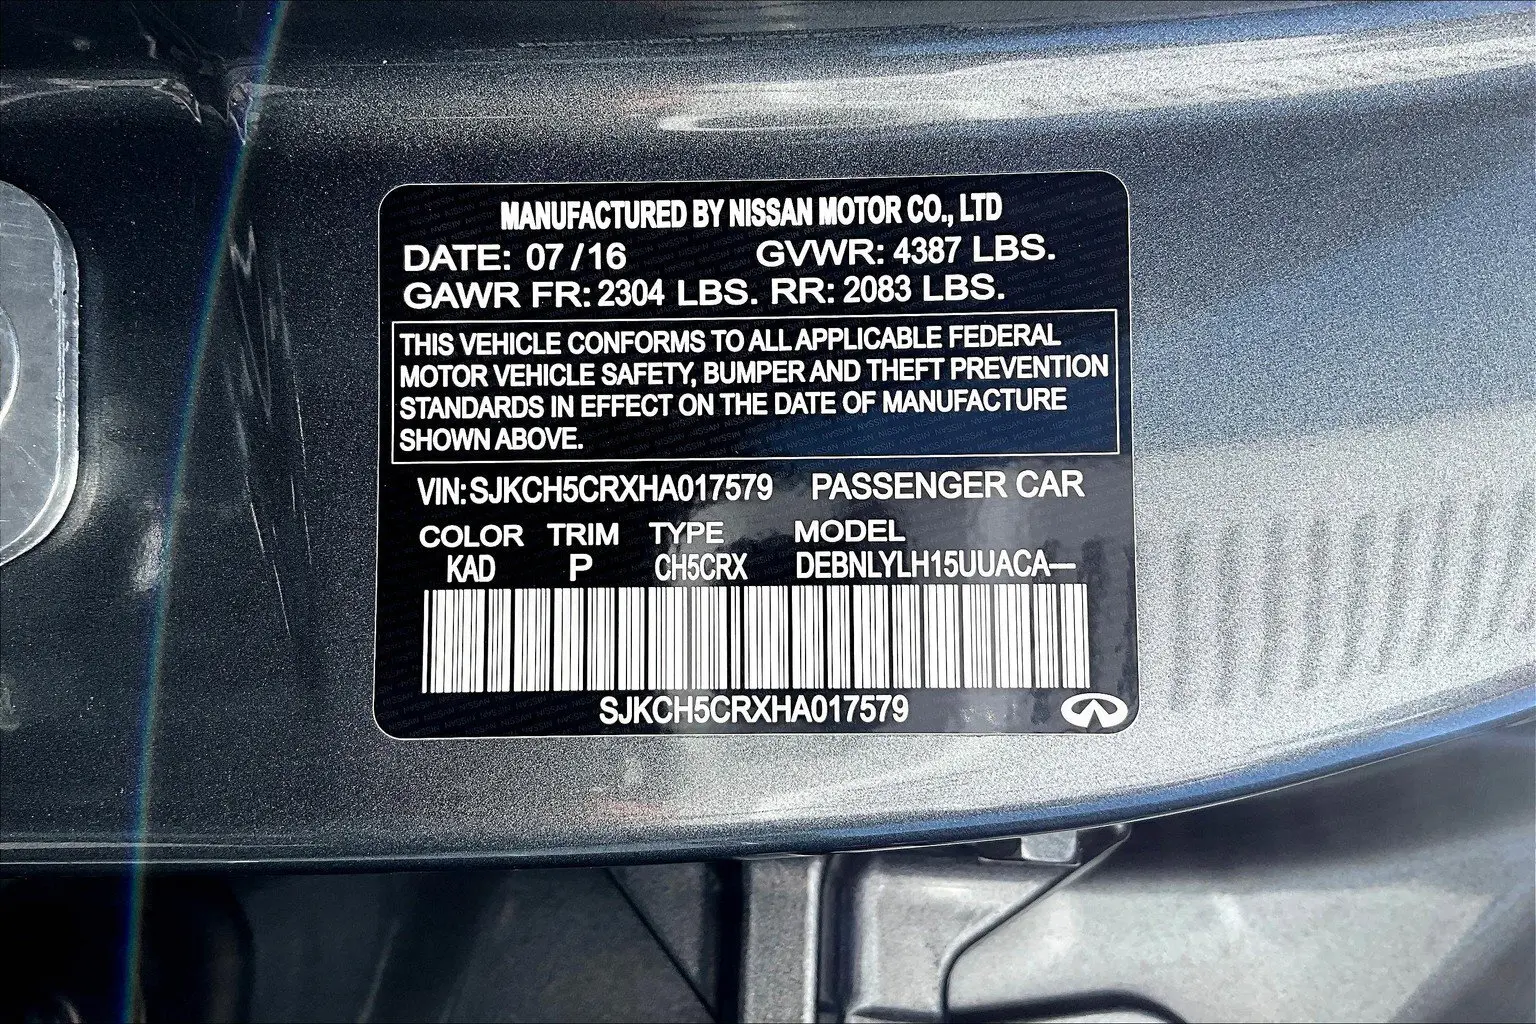 MANUFACTURED BY NISSAN MOTOR CO., LTD
DATE: 07/16 GVWR: 4387 LBS.
GAWR FR: 2304 LBS. RR: 2083 LBS.
THIS VEHICLE CONFORMS TO ALL APPLICABLE FEDERAL
MOTOR VEHICLE SAFETY, BUMPER AND THEFT PREVENTION
STANDARDS IN EFFECT ON THE DATE OF MANUFACTURE
SHOWN ABOVE.
VIN: SJKCH5CRXHA017579 PASSENGER CAR
COLOR TRIM TYPE MODEL
KAD P CH5CRX DEBNLYLH15UUACA—
SJKCH5CRXHA017579